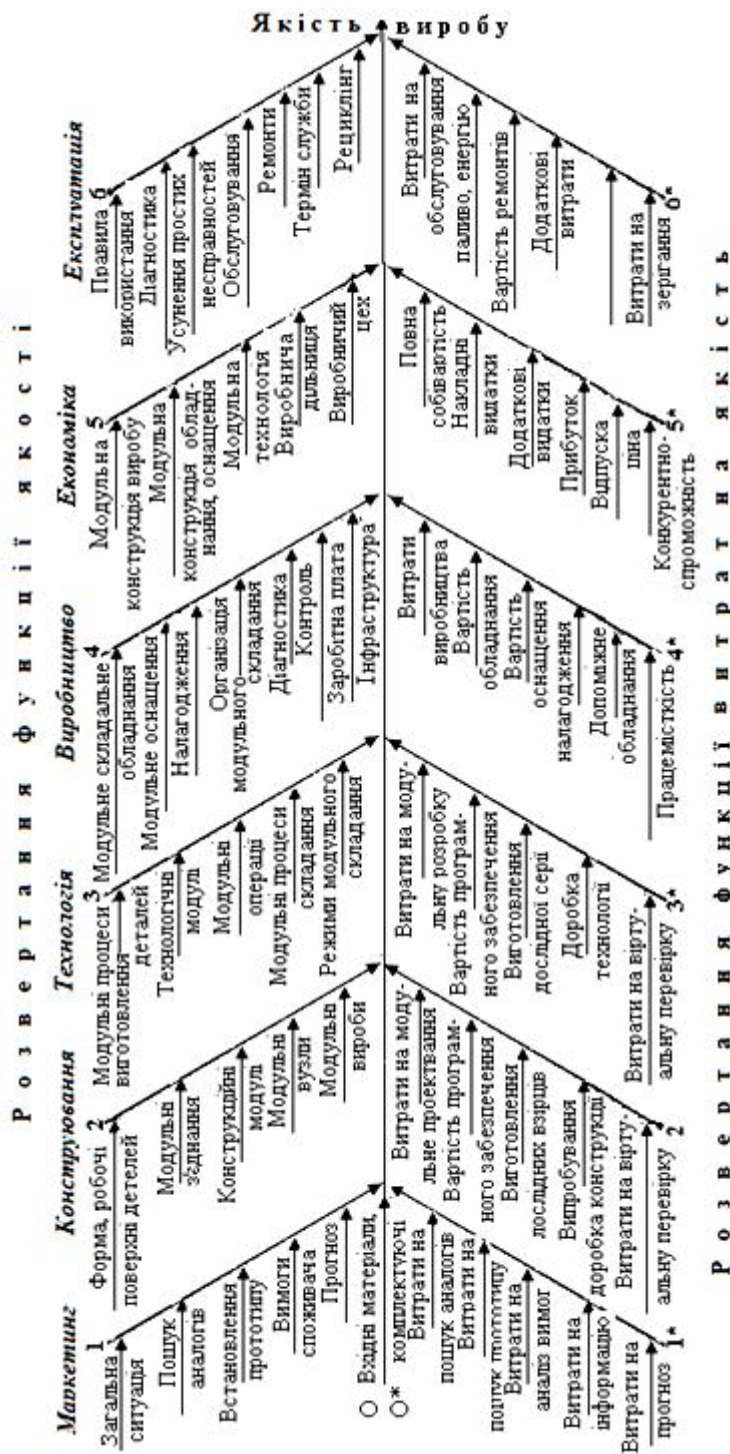 Розвертання функції якості
Маркетинг
Конструювання
Технологія
Виробництво
Економіка
Експлуатація
1
Загальна
ситуація
Пошук
аналогів
Встановлення
прототипу
Вимоги
споживача
Прогноз
2
Форма, робочі
поверхні детелей
Модульні
з'єднання
Конструкційні
модулі
Модульні
вузли
Модульні
вироби
3
Модульні процеси
виготовлення
деталей
Технологічні
модулі
Модульні
операції
Модульні процеси
складання
Режими модульного
складання
4
Модульне складальне
обладнання
Модульне оснащення
Налагодження
Організація
модульного
складання
Діагностика
Контроль
Заробітна плата
Інфраструктура
5
Модульна
конструкція виробу
Модульна
конструкція облад-
нання, оснащення
Модульна
технологія
Виробнича
дільниця
Виробничий
цех
6
Правила
використання
Діагностика
Усунення простих
несправностей
Обслуговування
Ремонти
Термін служби
Рециклінг
Якість виробу
О Вхідні матеріали,
О* комплектуючі
Витрати на
пошук аналогів
Витрати на
пошук прототипу
Витрати на
аналіз вимог
Витрати на
інформацію
Витрати на
прогноз
1*
Витрати на моду-
льне проектвання
Вартість програм-
ного забезпечення
Виготовлення
дослідних взірців
Випробування
доробка конструкції
Витрати на вірту-
альну перевірку
2
Витрати на моду-
льну розробку
Вартість програм-
ного забезпечення
Виготовлення
дослідної серії
Доробка
технології
Витрати на вірту-
альну перевірку
3*
Витрати
виробництва
Вартість
обладнання
Вартість
оснащення
налагодження
Допоміжне
обладнання
Працемісткість
4*
Повна
собівартість
Накладні
видатки
Додаткові
видатки
Прибуток
Відпуска
ціна
Конкурентно-
спроможність
5*
Витрати на
обслуговування
паливо, енергію
Вартість ремонтів
Додаткові
витрати
Витрати на
зерігання
6*
Розвертання функції витрат на якість